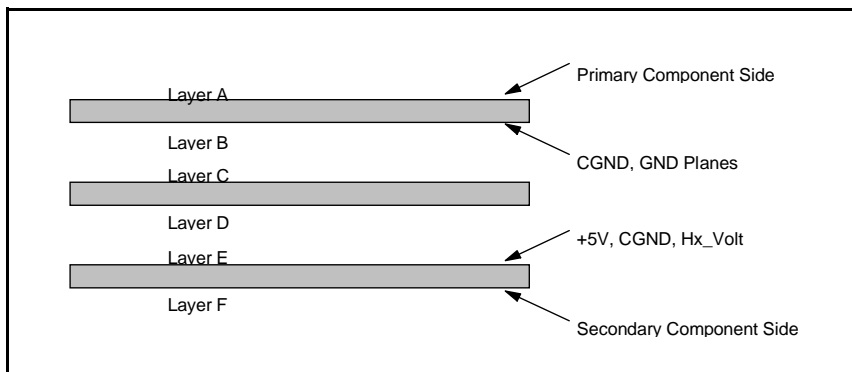 Primary Component Side
Layer A
Layer B
CGND, GND Planes
Layer C
Layer D
+5V, CGND, Hx_Volt
Layer E
Layer F
Secondary Component Side